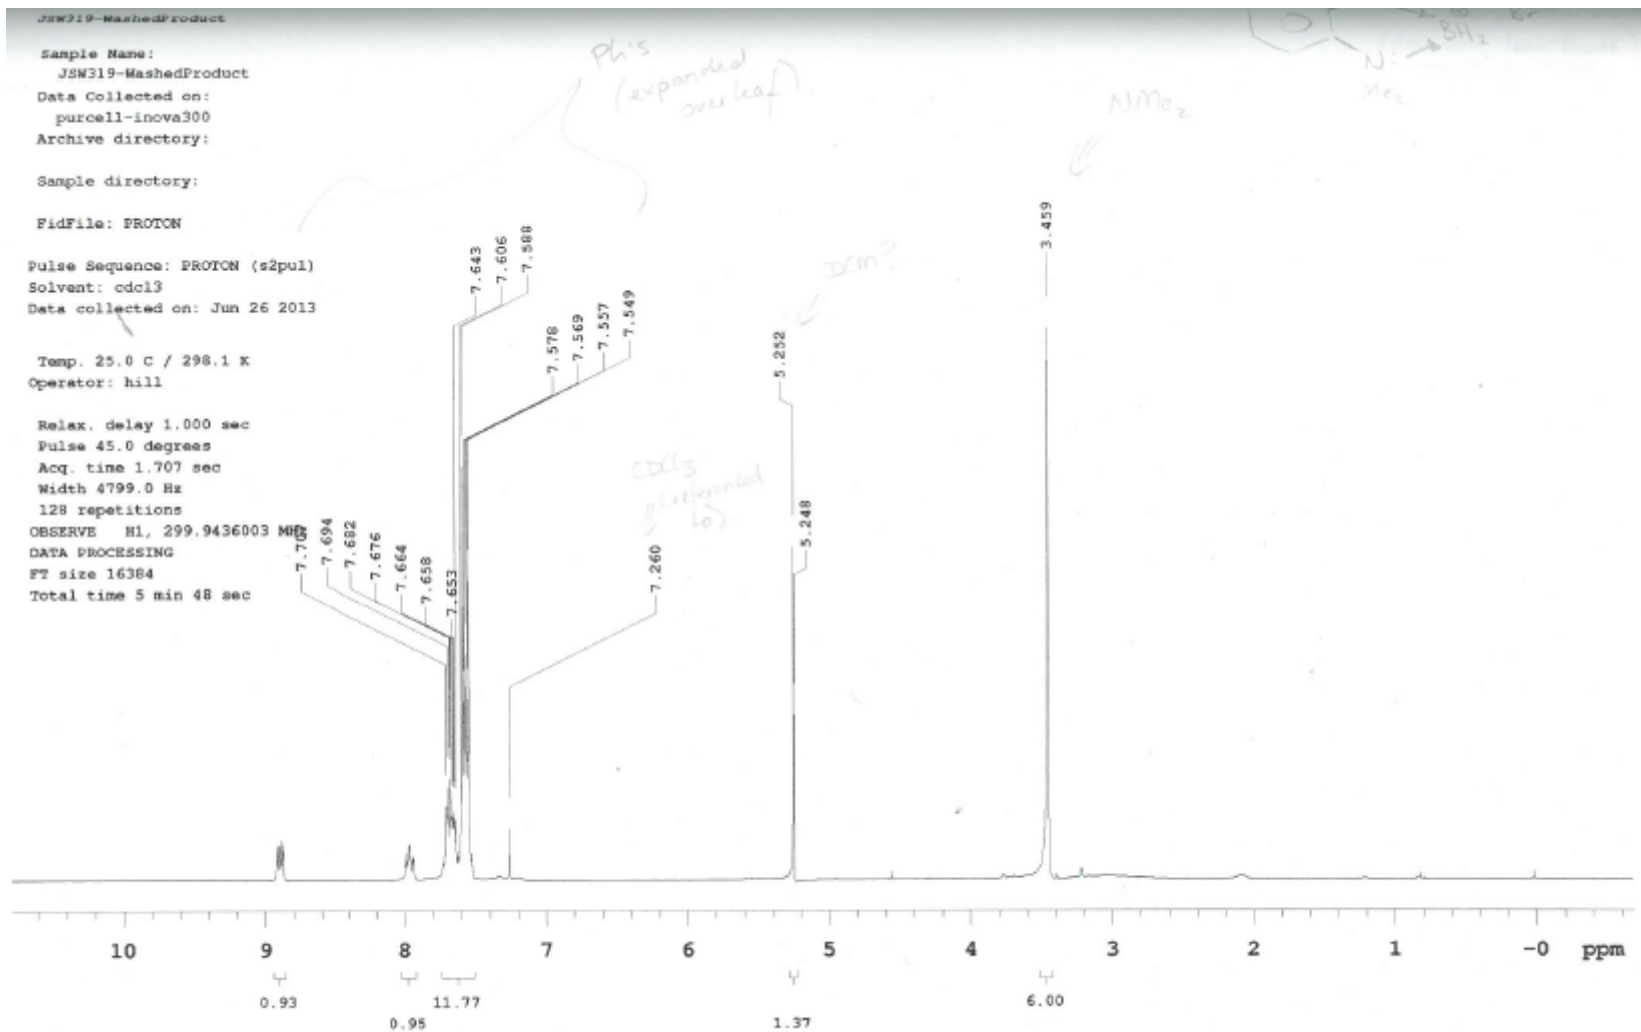 JSW319-WashedProduct
Sample Name:
JSW319-WashedProduct
Data Collected on:
purcell-inova300
Archive directory:
Sample directory:
FidFile: PROTON
Pulse Sequence: PROTON (s2pul)
Solvent: cdcl3
Data collected on: Jun 26 2013
Temp. 25.0 C / 298.1 K
Operator: hill
Relax. delay 1.000 sec
Pulse 45.0 degrees
Acq. time 1.707 sec
Width 4799.0 Hz
128 repetitions
OBSERVE H1, 299.9436003 MHz
DATA PROCESSING
FT size 16384
Total time 5 min 48 sec
Ph's
(expanded
overleaf)
BH2
N:
Me2
NMe2
DCM?
CDCl3
(referenced
to)
7.694
7.682
7.676
7.664
7.658
7.653
7.643
7.606
7.588
7.578
7.569
7.557
7.549
7.260
5.252
5.248
3.459
10 9 8 7 6 5 4 3 2 1 -0 ppm
0.93 11.77 6.00
0.95 1.37